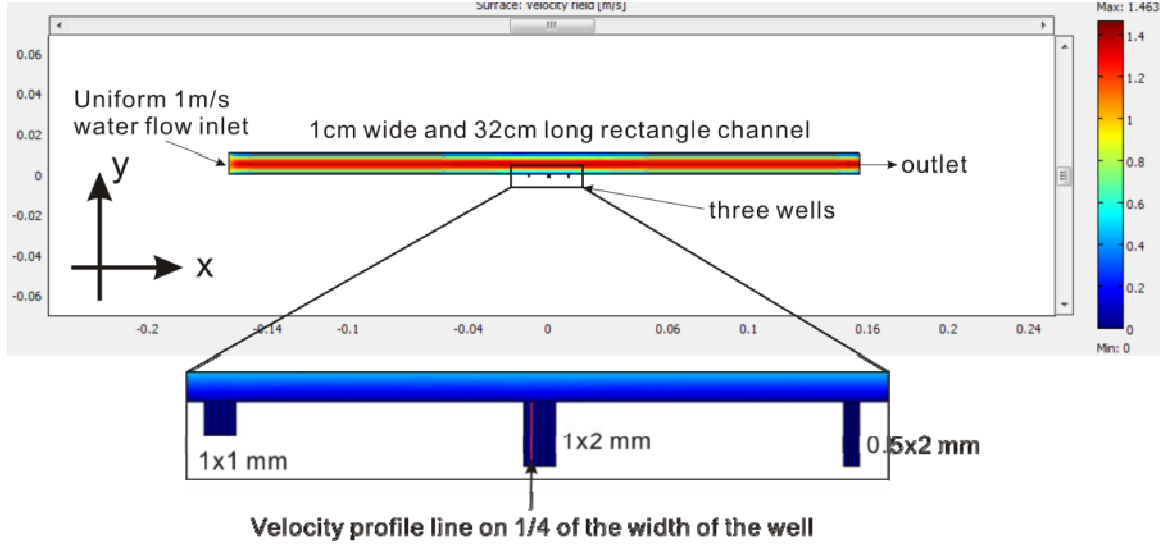 Surface: Velocity field [m/s]
Max: 1.463
0.06
0.04
0.02
0
-0.02
-0.04
-0.06
Uniform 1m/s
water flow inlet
1cm wide and 32cm long rectangle channel
outlet
three wells
y
x
-0.2
-0.14
-0.1
-0.04
0
0.06
0.1
0.16
0.2
0.24
1.4
1.2
1
0.8
0.6
0.4
0.2
0
Min: 0
1x1 mm
1x2 mm
0.5x2 mm
Velocity profile line on 1/4 of the width of the well